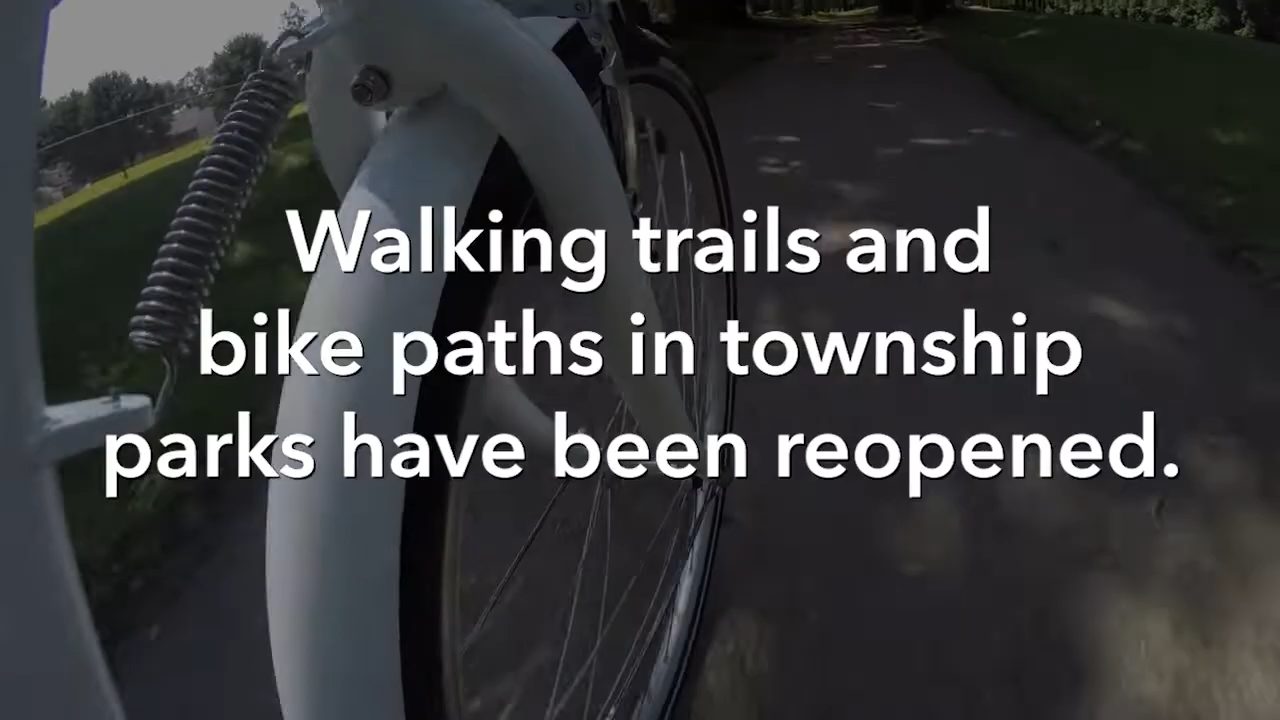 Walking trails and
bike paths in township
parks have been reopened.